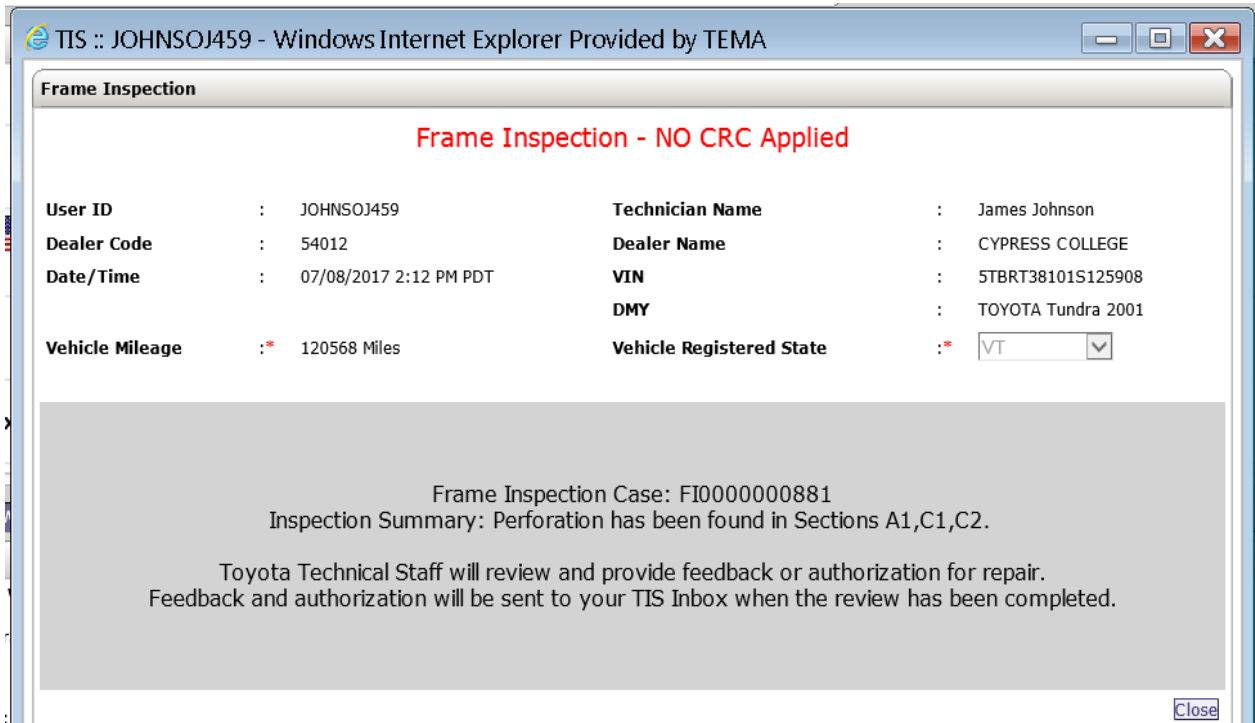 TIS :: JOHNSOJ459 - Windows Internet Explorer Provided by TEMA
Frame Inspection
Frame Inspection - NO CRC Applied
User ID : JOHNSOJ459 Technician Name : James Johnson
Dealer Code : 54012 Dealer Name : CYPRESS COLLEGE
Date/Time : 07/08/2017 2:12 PM PDT VIN : 5TBRT38101S125908
DMY : TOYOTA Tundra 2001
Vehicle Mileage :* 120568 Miles Vehicle Registered State :* VT
Frame Inspection Case: FI0000000881
Inspection Summary: Perforation has been found in Sections A1,C1,C2.
Toyota Technical Staff will review and provide feedback or authorization for repair.
Feedback and authorization will be sent to your TIS Inbox when the review has been completed.
Close